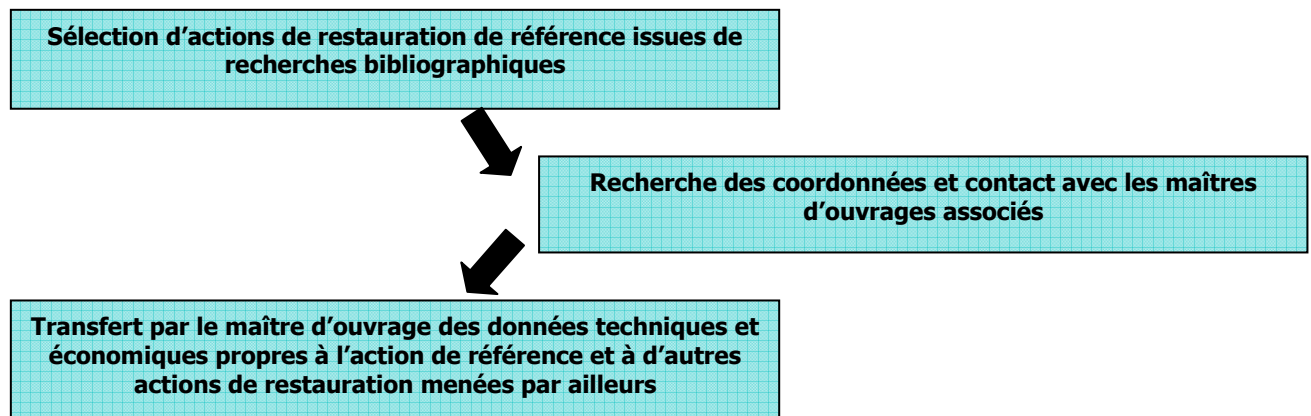 Sélection d’actions de restauration de référence issues de
recherches bibliographiques
Recherche des coordonnées et contact avec les maîtres
d’ouvrages associés
Transfert par le maître d’ouvrage des données techniques et
économiques propres à l’action de référence et à d’autres
actions de restauration menées par ailleurs